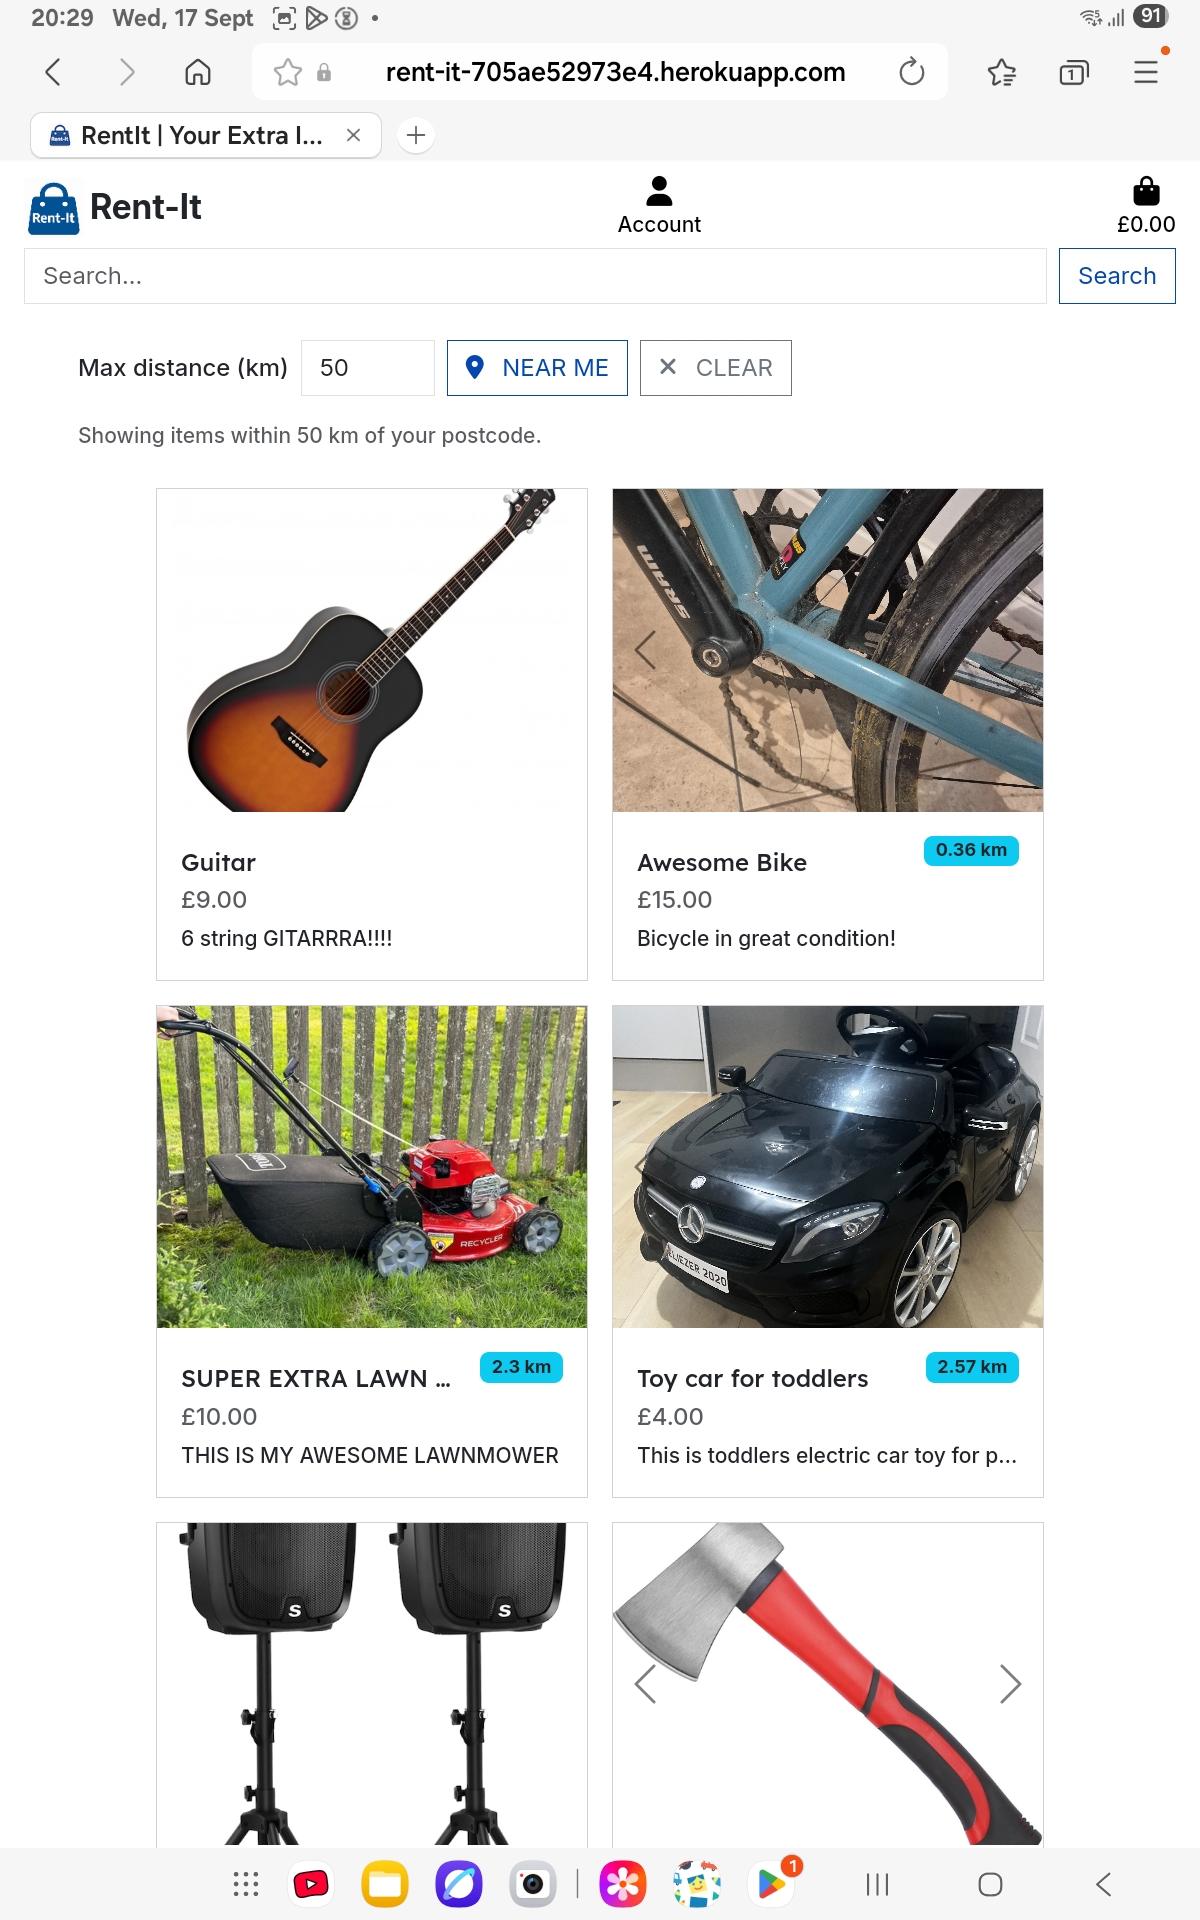 20:29 Wed, 17 Sept
91
rent-it-705ae52973e4.herokuapp.com
1
RentIt | Your Extra I...
Rent-It
Rent-It
Account
£0.00
Search...
Search
Max distance (km)
50
NEAR ME
CLEAR
Showing items within 50 km of your postcode.
SRAM
Guitar
£9.00
6 string GITARRRA!!!!
Awesome Bike
0.36 km
£15.00
Bicycle in great condition!
TORO
RECYCLER
ELIEZER 2020
SUPER EXTRA LAWN ...
2.3 km
£10.00
THIS IS MY AWESOME LAWNMOWER
Toy car for toddlers
2.57 km
£4.00
This is toddlers electric car toy for p...
S
S
1